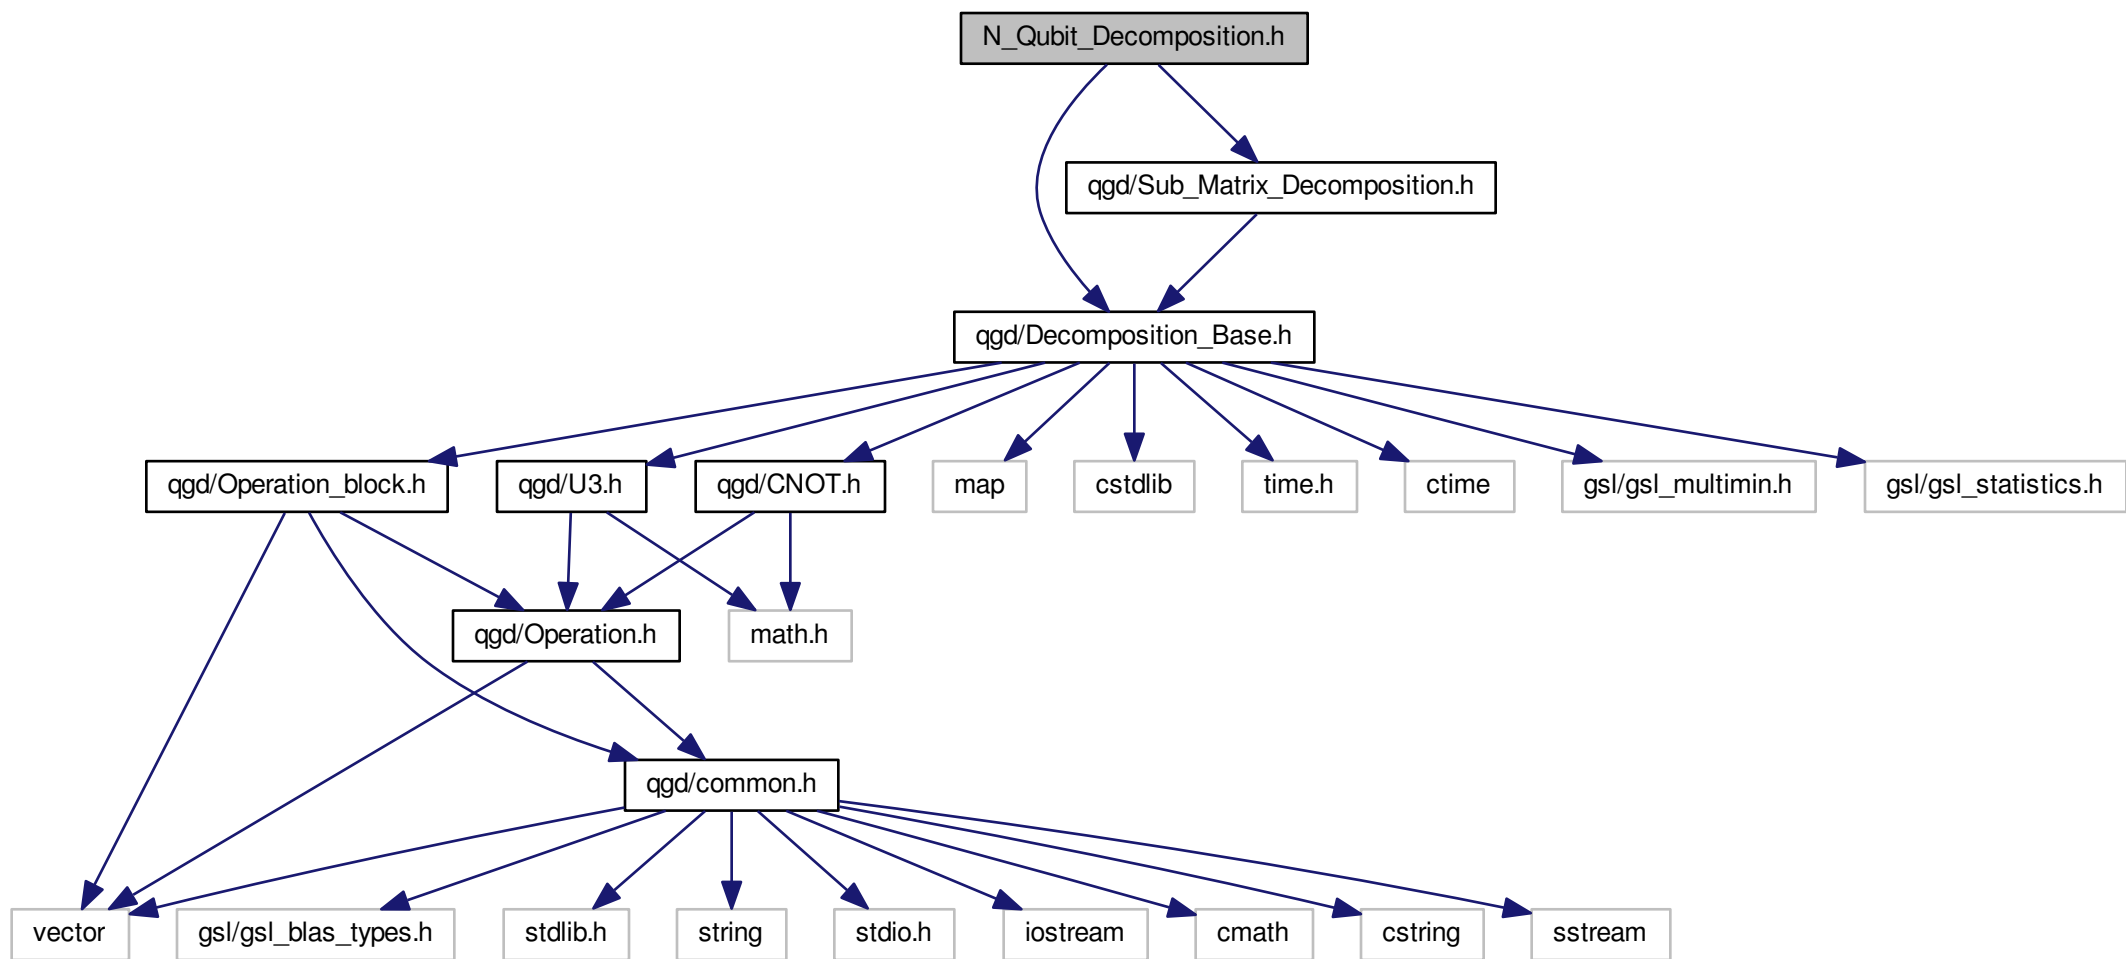 N_Qubit_Decomposition.h
qgd/Sub_Matrix_Decomposition.h
qgd/Decomposition_Base.h
qgd/Operation_block.h
qgd/U3.h
qgd/CNOT.h
map
cstdlib
time.h
ctime
gsl/gsl_multimin.h
gsl/gsl_statistics.h
qgd/Operation.h
math.h
qgd/common.h
vector
gsl/gsl_blas_types.h
stdlib.h
string
stdio.h
iostream
cmath
cstring
sstream